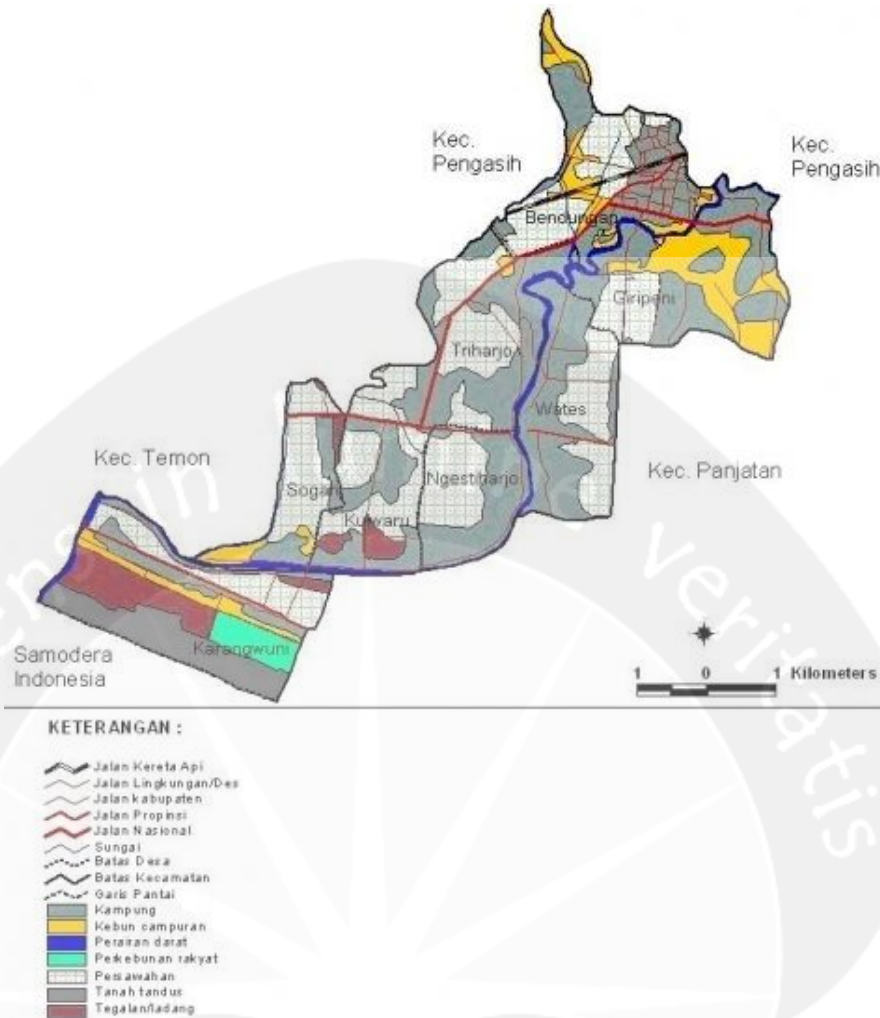 Kec.
Pengasih
Kec.
Pengasih
Bendungan
Giripeni
Triharjo
Wates
Kec. Temon
Kec. Panjatan
Sogan
Ngestiharjo
Kulwaru
Karangwuni
Samodera
Indonesia
1 0 1 Kilometers
KETERANGAN :
Jalan Kereta Api
Jalan Lingkungan/Des
Jalan kabupaten
Jalan Propinsi
Jalan Nasional
Sungai
Batas Desa
Batas Kecamatan
Garis Pantai
Kampung
Kebun campuran
Perairan darat
Perkebunan rakyat
Persawahan
Tanah tandus
Tegalan/ladang
in
veritatis